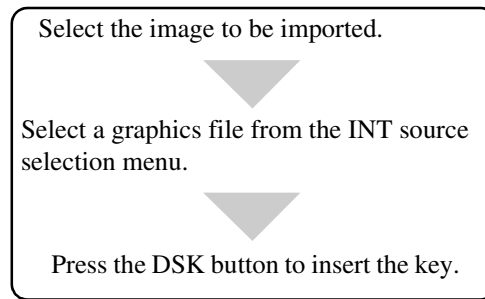 Select the image to be imported.
Select a graphics file from the INT source
selection menu.
Press the DSK button to insert the key.